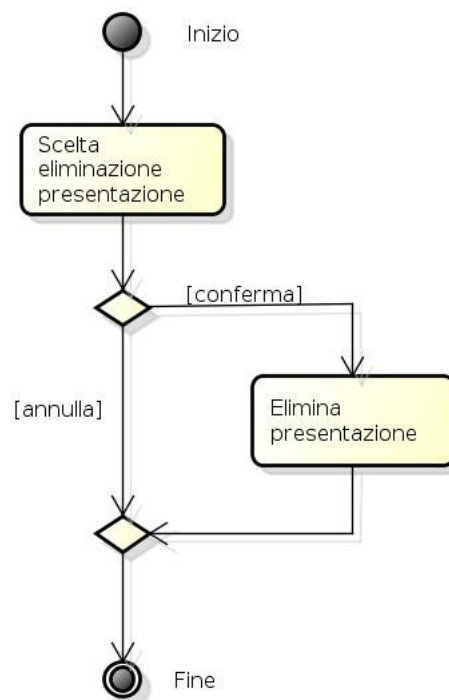 Inizio
Scelta
eliminazione
presentazione
[conferma]
[annulla]
Elimina
presentazione
Fine